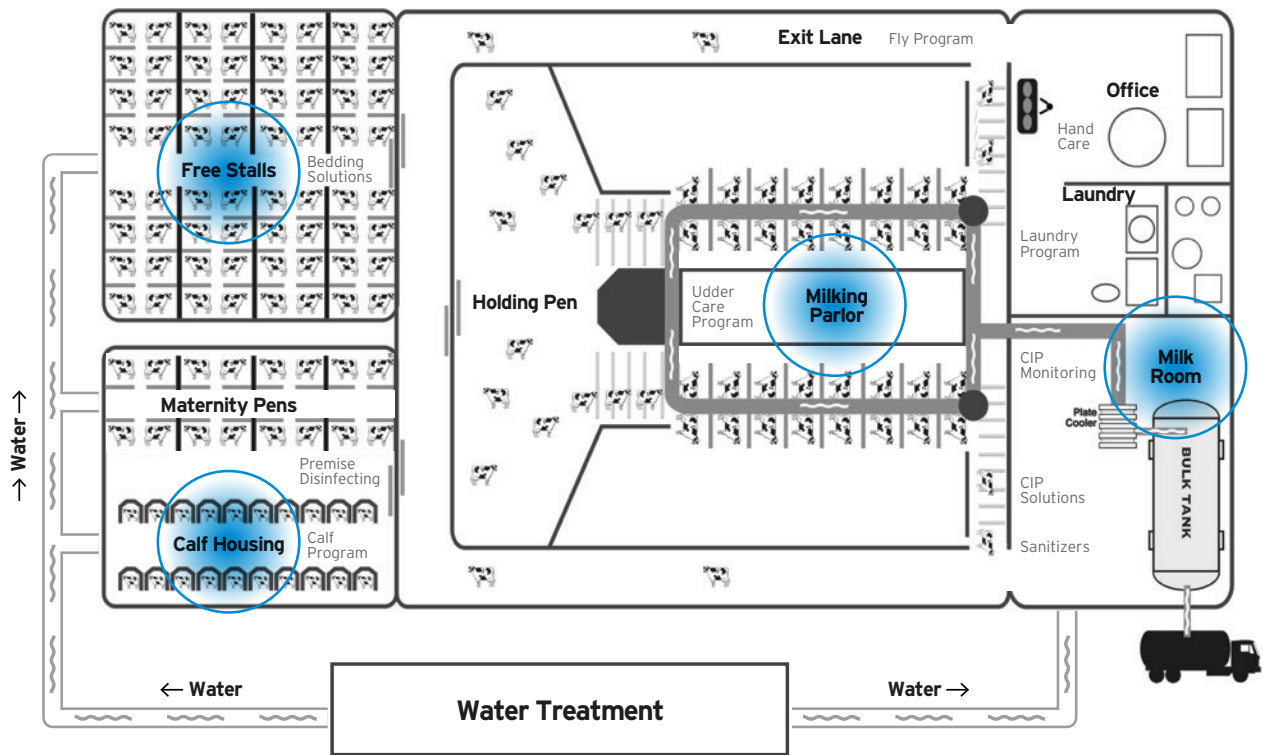 Exit Lane
Fly Program
Office
Hand
Care
Free Stalls
Bedding
Solutions
Laundry
Laundry
Program
Holding Pen
Udder
Care
Program
Milking
Parlor
CIP
Monitoring
Milk
Room
Maternity Pens
Plate
Cooler
→ Water →
Premise
Disinfecting
BULK TANK
CIP
Solutions
Calf Housing
Calf
Program
Sanitizers
← Water
Water →
Water Treatment